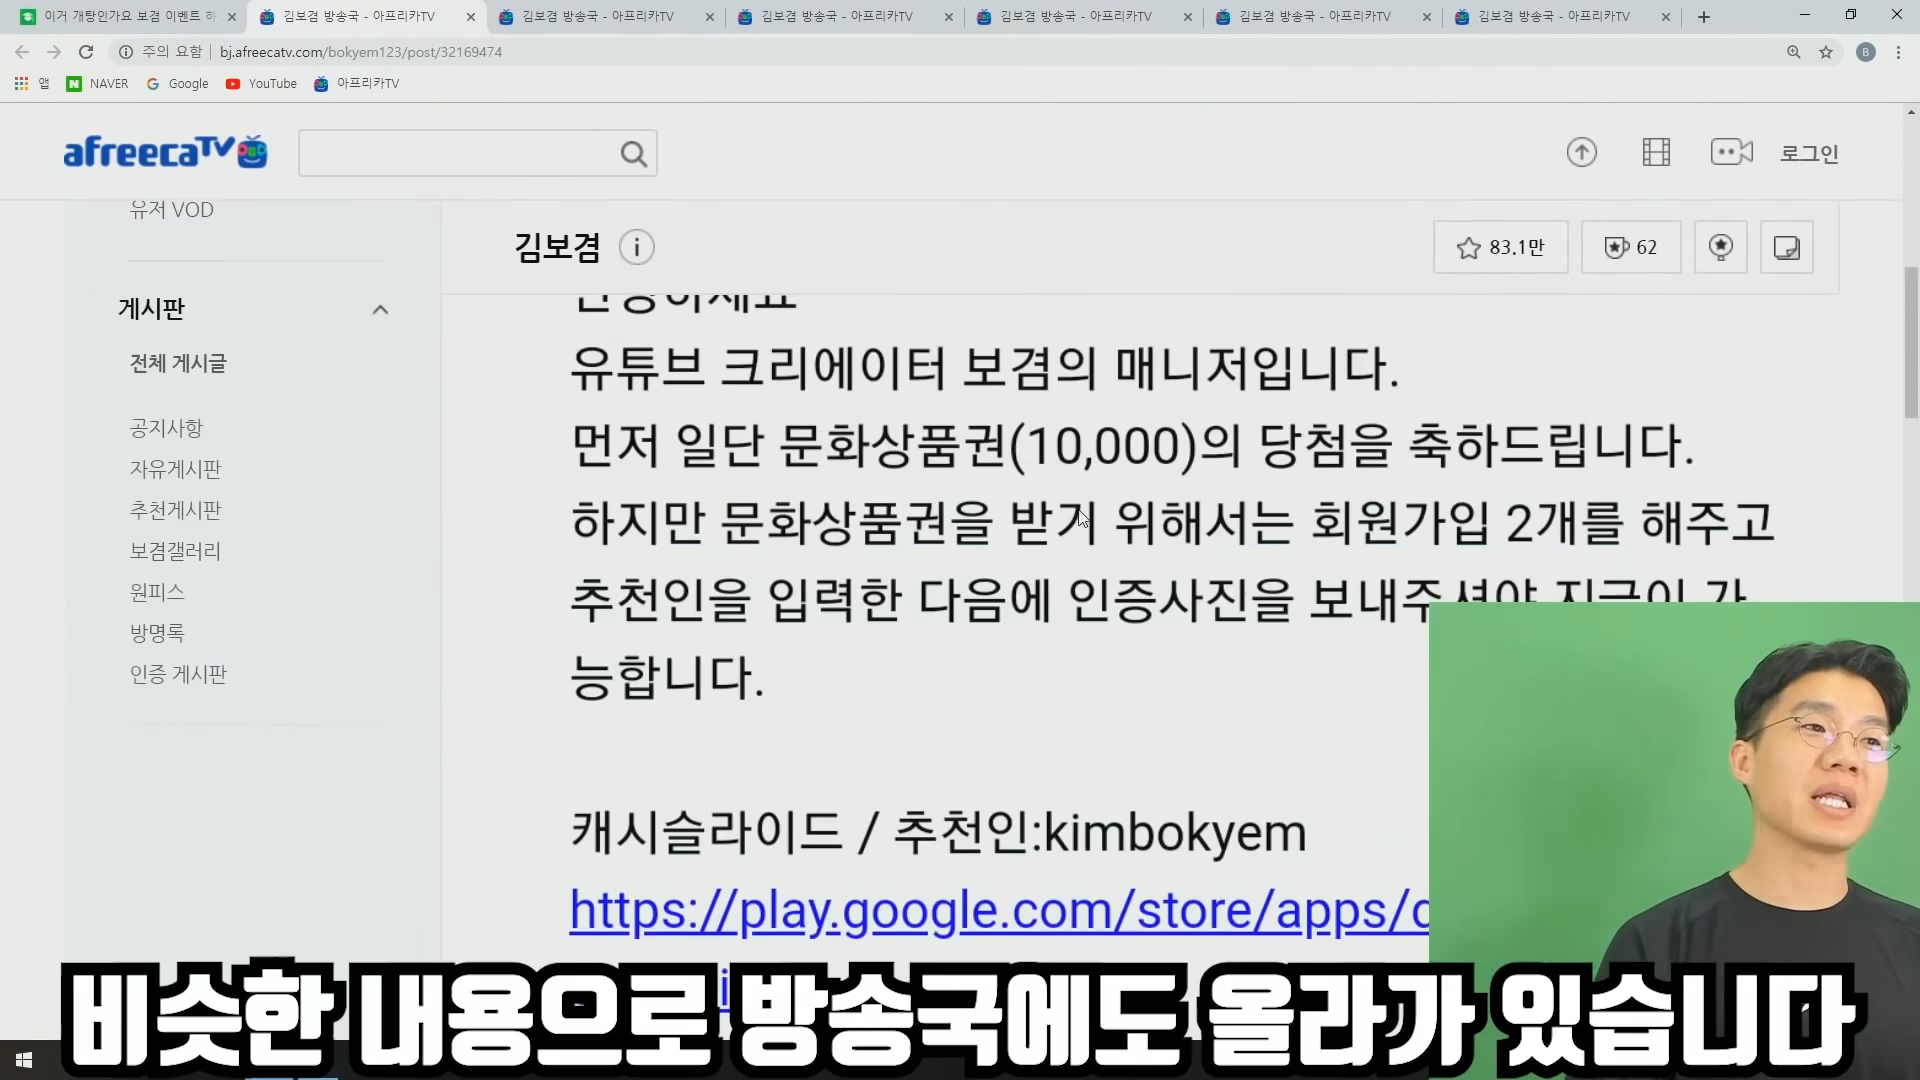 이거 개탕인가요 보겸 이벤트 하
김보겸 방송국 - 아프리카TV
김보겸 방송국 - 아프리카TV
김보겸 방송국 - 아프리카TV
김보겸 방송국 - 아프리카TV
김보겸 방송국 - 아프리카TV
김보겸 방송국 - 아프리카TV
주의 요함
bj.afreecatv.com/bokyem123/post/32169474
B
앱
NAVER
Google
YouTube
아프리카TV
afreecaTV
로그인
유저 VOD
김보겸
83.1만
62
게시판
전체 게시글
공지사항
자유게시판
추천게시판
보겸갤러리
원피스
방명록
인증 게시판
안녕하세요
유튜브 크리에이터 보겸의 매니저입니다.
먼저 일단 문화상품권(10,000)의 당첨을 축하드립니다.
하지만 문화상품권을 받기 위해서는 회원가입 2개를 해주고
추천인을 입력한 다음에 인증사진을 보내주셔야 지급이 가
능합니다.
캐시슬라이드 / 추천인:kimbokyem
https://play.google.com/store/apps/d
비슷한 내용으로 방송국에도 올라가 있습니다